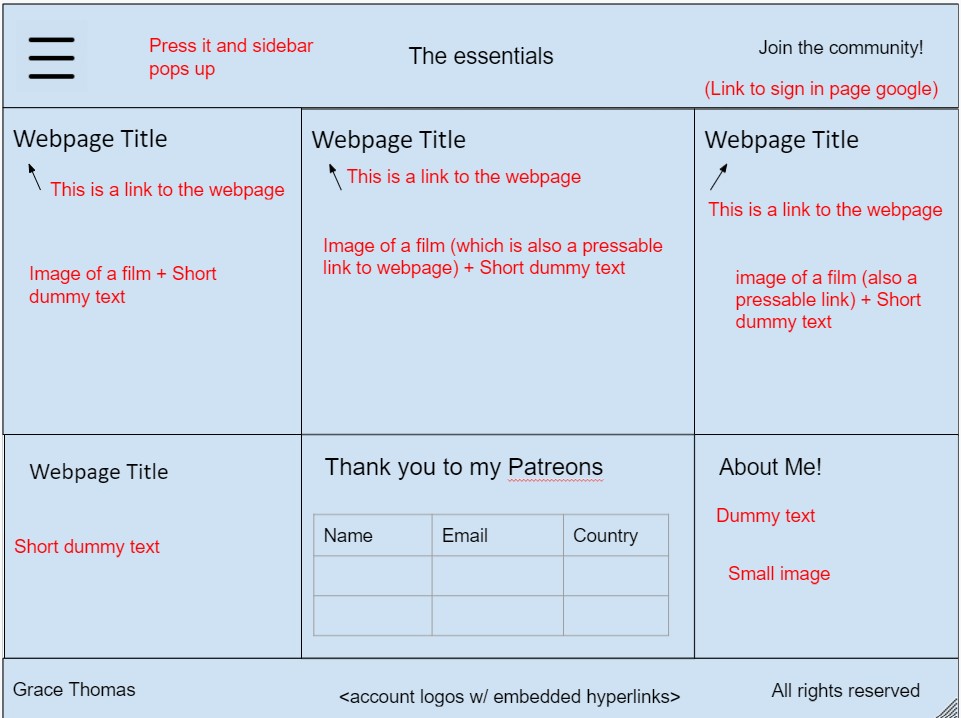 Press it and sidebar
pops up
The essentials
Join the community!
(Link to sign in page google)
Webpage Title
This is a link to the webpage
Image of a film + Short
dummy text
Webpage Title
This is a link to the webpage
Image of a film (which is also a pressable
link to webpage) + Short dummy text
Webpage Title
This is a link to the webpage
image of a film (also a
pressable link) + Short
dummy text
Webpage Title
Short dummy text
Thank you to my Patreons
Name Email Country
About Me!
Dummy text
Small image
Grace Thomas
<account logos w/ embedded hyperlinks>
All rights reserved